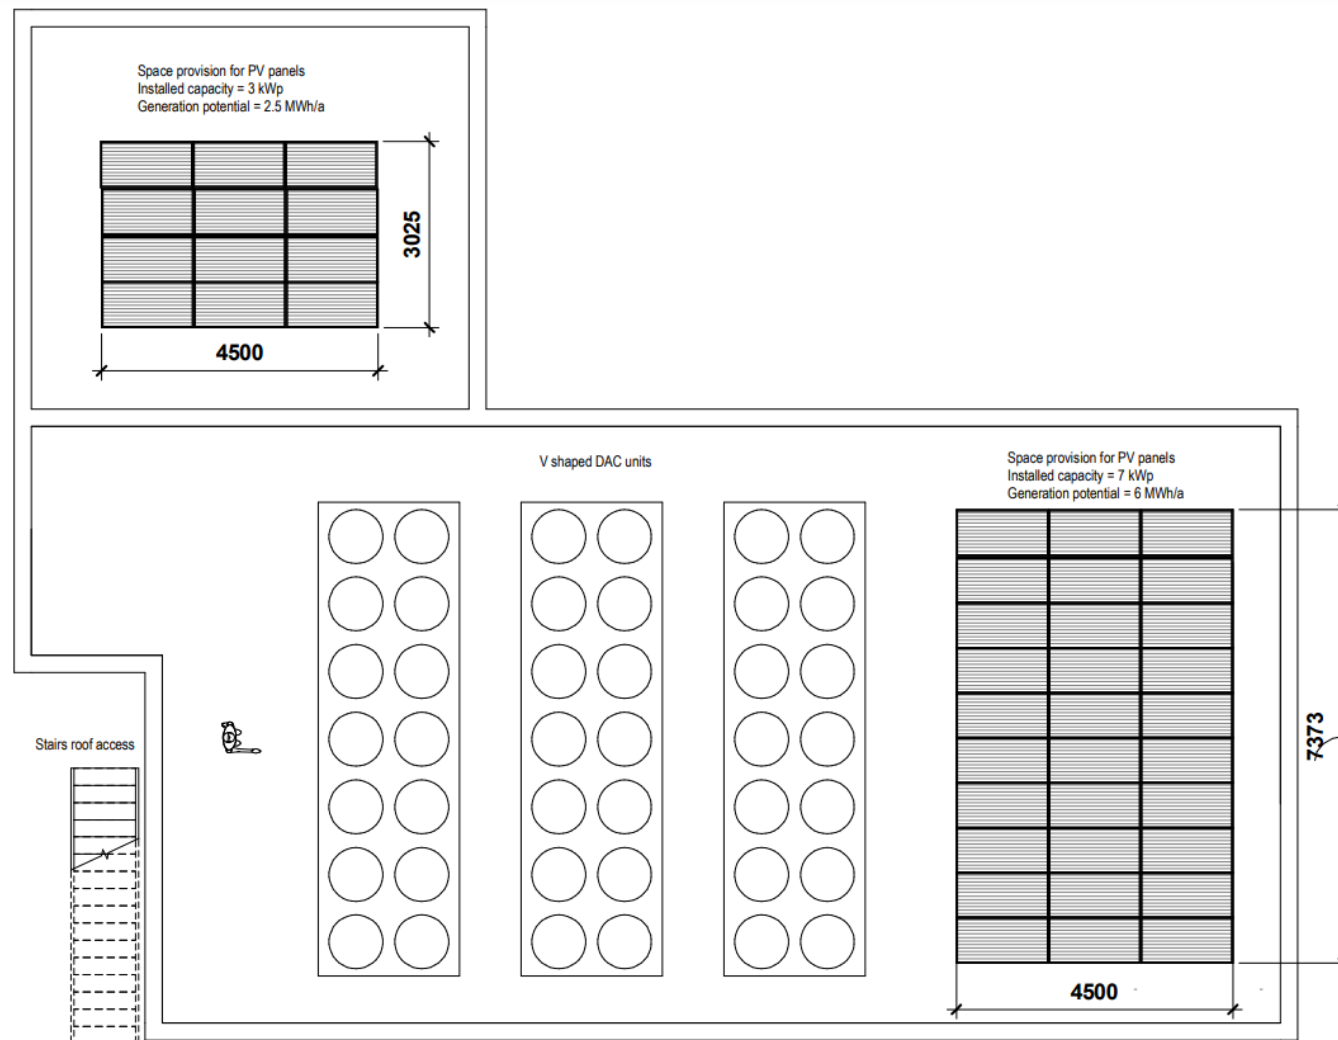 Space provision for PV panels
Installed capacity = 3 kWp
Generation potential = 2.5 MWh/a
3025
4500
V shaped DAC units
Space provision for PV panels
Installed capacity = 7 kWp
Generation potential = 6 MWh/a
Stairs roof access
7373
4500